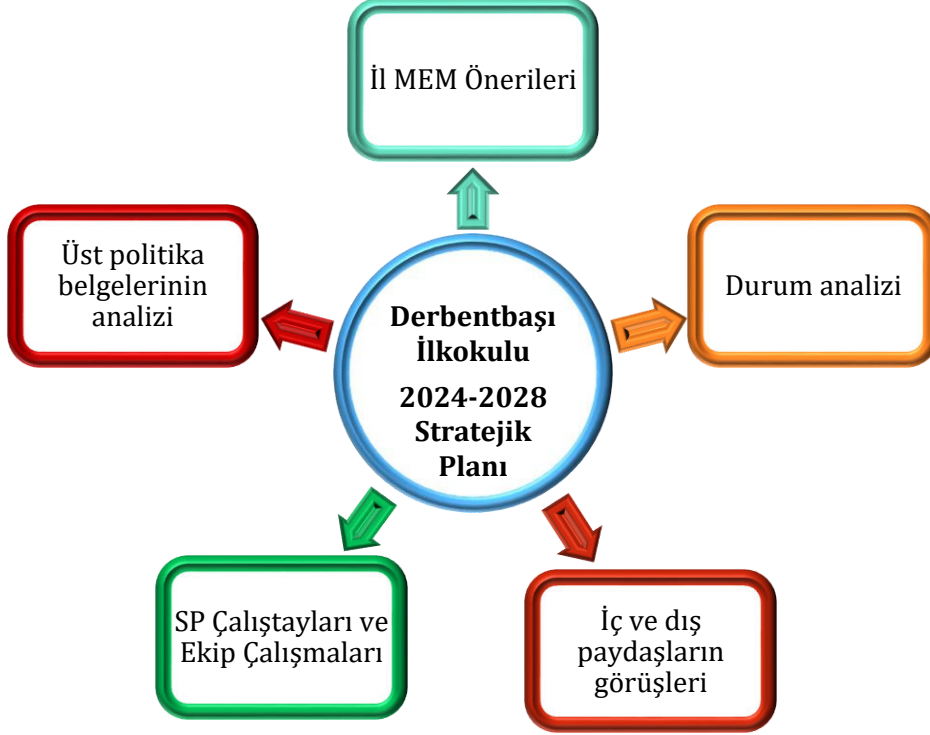 İl MEM Önerileri
Üst politika
belgelerinin
analizi
Durum analizi
Derbentbaşı
İlkokulu
2024-2028
Stratejik
Planı
SP Çalıştayları ve
Ekip Çalışmaları
İç ve dış
paydaşların
görüşleri